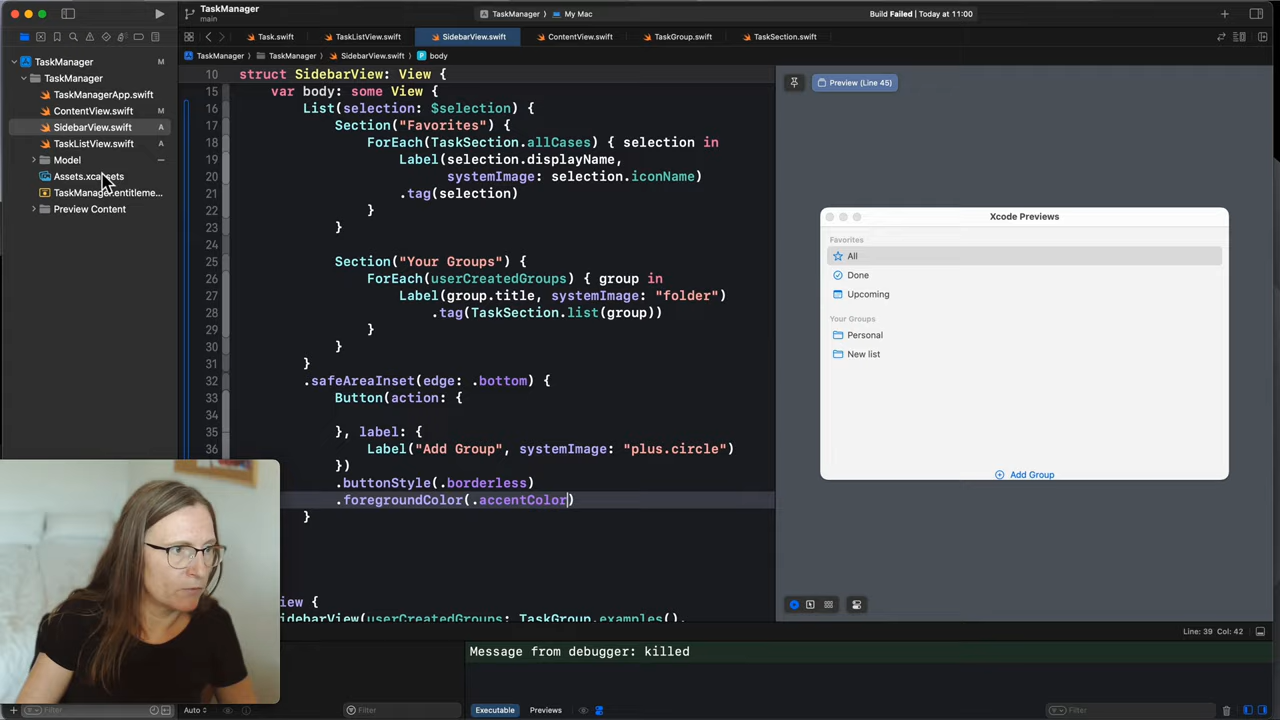 TaskManager
main
TaskManager 〉 My Mac
Build Failed | Today at 11:00
Task.swift
TaskListView.swift
SidebarView.swift
ContentView.swift
TaskGroup.swift
TaskSection.swift
TaskManager 〉 TaskManager 〉 SidebarView.swift 〉 body
TaskManager M
TaskManager
TaskManagerApp.swift
ContentView.swift M
SidebarView.swift A
TaskListView.swift A
Model
Assets.xcassets
TaskManager.entitleme...
Preview Content
10 struct SidebarView: View {
15 var body: some View {
16 List(selection: $selection) {
17 Section("Favorites") {
18 ForEach(TaskSection.allCases) { selection in
19 Label(selection.displayName,
20 systemImage: selection.iconName)
21 .tag(selection)
22 }
23 }
24
25 Section("Your Groups") {
26 ForEach(userCreatedGroups) { group in
27 Label(group.title, systemImage: "folder")
28 .tag(TaskSection.list(group))
29 }
30 }
31 }
32 .safeAreaInset(edge: .bottom) {
33 Button(action: {
34
35 }, label: {
36 Label("Add Group", systemImage: "plus.circle")
})
.buttonStyle(.borderless)
.foregroundColor(.accentColor)
}
{
userCreatedGroups: TaskGroup.examples(),
Preview (Line 45)
Xcode Previews
Favorites
All
Done
Upcoming
Your Groups
Personal
New list
Add Group
Line: 39 Col: 42
Message from debugger: killed
Filter
Auto
Filter
Executable
Previews
Filter